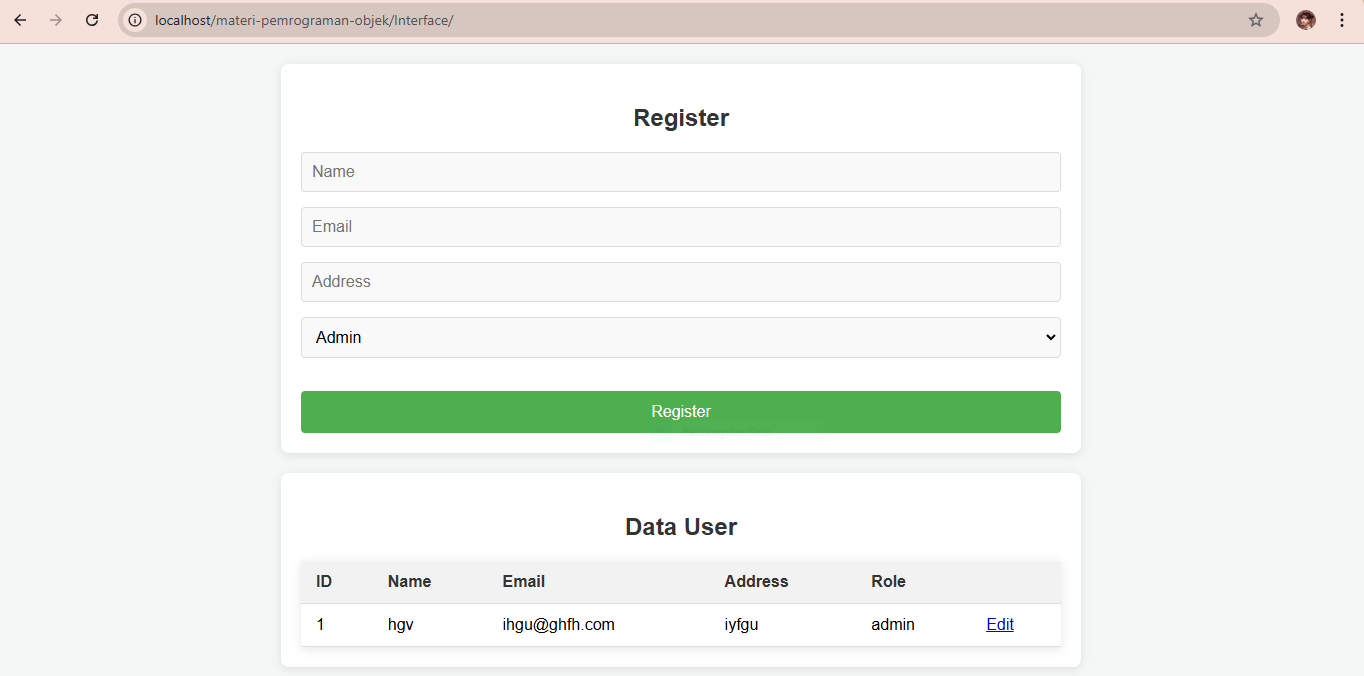 localhost/materi-pemrograman-objek/Interface/
Register
Name
Email
Address
Admin
Register
Data User
ID Name Email Address Role
1 hgv ihgu@ghfh.com iyfgu admin Edit